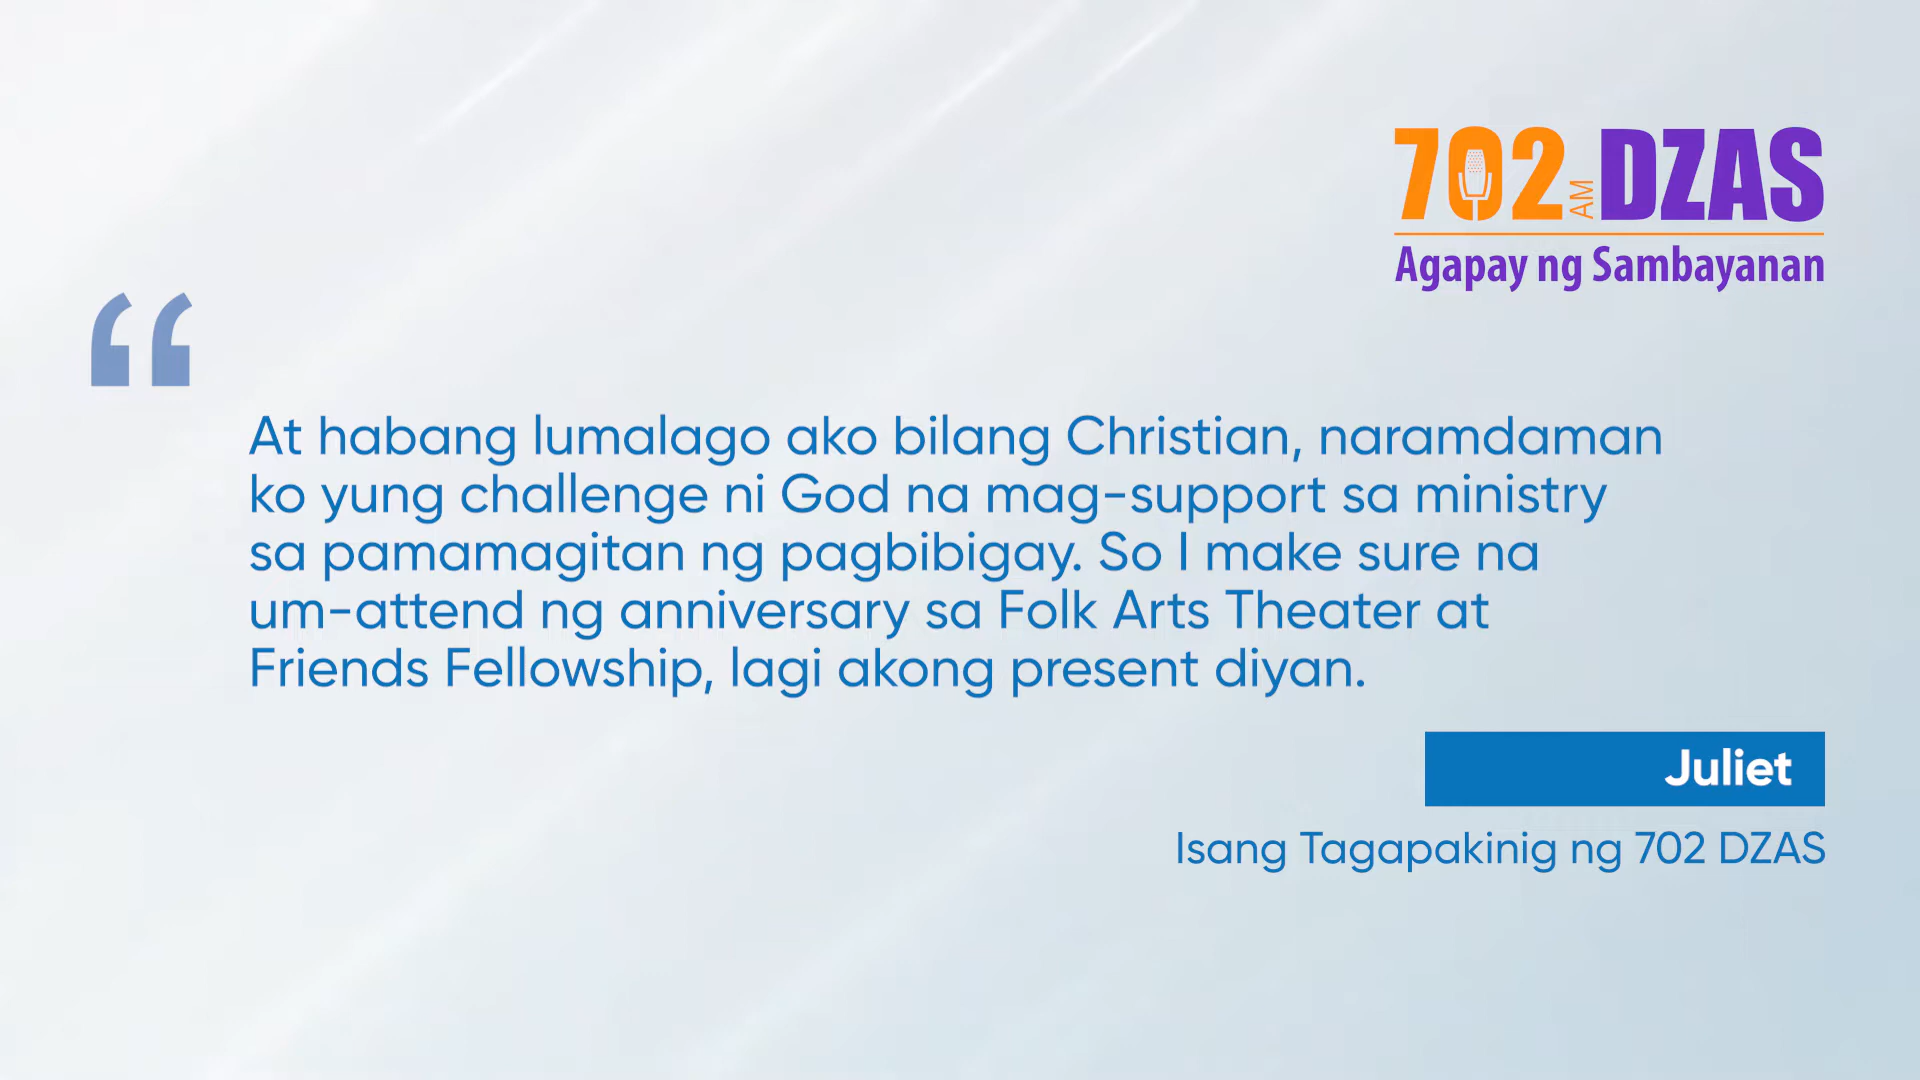 702 AM DZAS
Agapay ng Sambayanan
“
At habang lumalago ako bilang Christian, naramdaman
ko yung challenge ni God na mag-support sa ministry
sa pamamagitan ng pagbibigay. So I make sure na
um-attend ng anniversary sa Folk Arts Theater at
Friends Fellowship, lagi akong present diyan.
Juliet
Isang Tagapakinig ng 702 DZAS